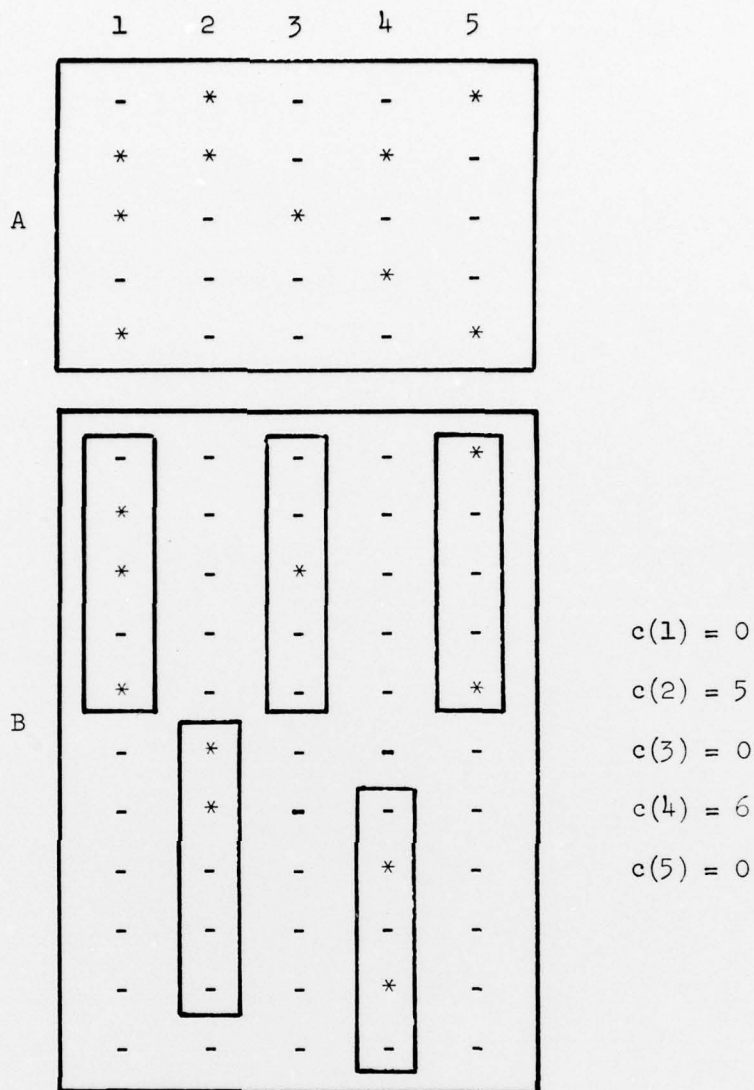 1 2 3 4 5
A
- * - - *
* * - * -
* - * - -
- - - * -
* - - - *
B
- - - - *
* - - - -
* - * - -
- - - - -
* - - - *
- * - - -
- * - - -
- - - * -
- - - - -
- - - * -
- - - - -
c(1) = 0
c(2) = 5
c(3) = 0
c(4) = 6
c(5) = 0